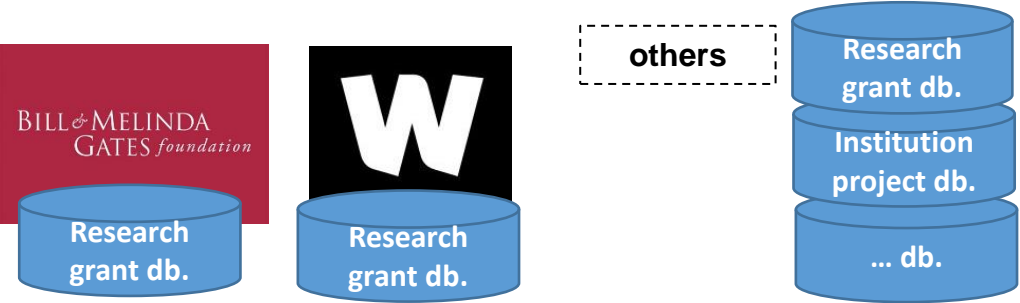 BILL & MELINDA
GATES foundation
Research
grant db.
W
Research
grant db.
others
Research
grant db.
Institution
project db.
... db.